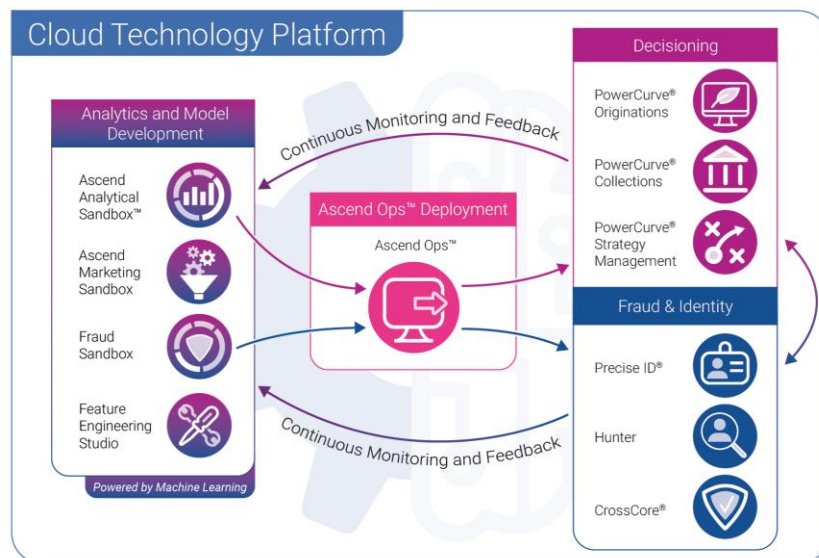 Cloud Technology Platform
Analytics and Model
Development
Ascend
Analytical
Sandbox™
Ascend
Marketing
Sandbox
Fraud
Sandbox
Feature
Engineering
Studio
Powered by Machine Learning
Continuous Monitoring and Feedback
Ascend Ops™ Deployment
Ascend Ops™
Continuous Monitoring and Feedback
Decisioning
PowerCurve®
Originations
PowerCurve®
Collections
PowerCurve®
Strategy
Management
Fraud & Identity
Precise ID®
Hunter
CrossCore®